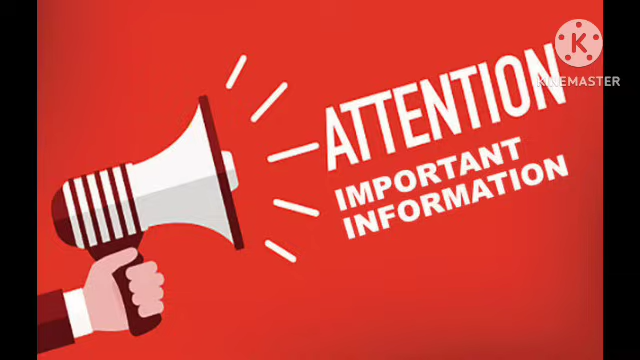 K
KINEMASTER
ATTENTION
IMPORTANT
INFORMATION